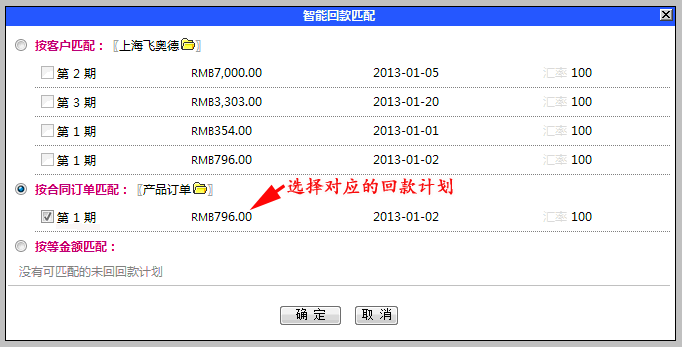 智能回款匹配
按客户匹配：〖上海飞奥德〗
第 2 期 RMB7,000.00 2013-01-05 汇率 100
第 3 期 RMB3,303.00 2013-01-20 汇率 100
第 1 期 RMB354.00 2013-01-01 汇率 100
第 1 期 RMB796.00 2013-01-02 汇率 100
按合同订单匹配：〖产品订单〗
选择对应的回款计划
第 1 期 RMB796.00 2013-01-02 汇率 100
按等金额匹配：
没有可匹配的未回回款计划
确 定 取 消